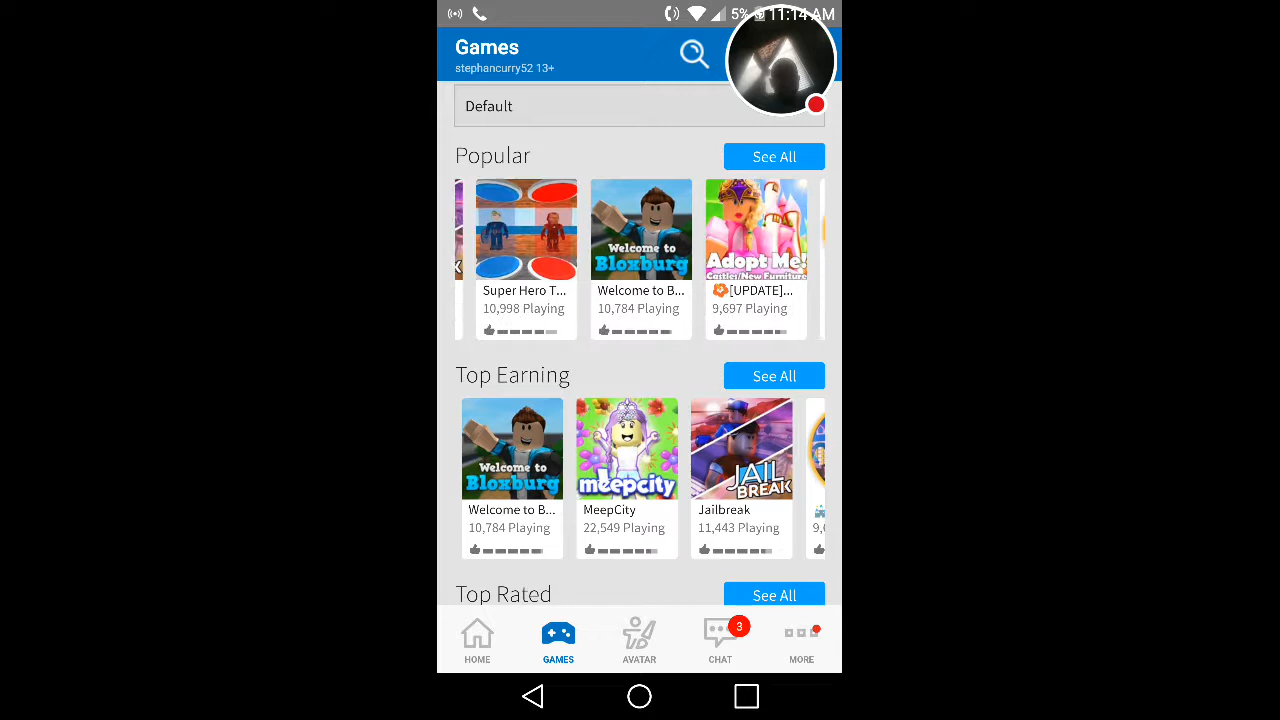 5% 11:14 AM
Games
stephancurry52 13+
Default
Popular
See All
Welcome to
Bloxburg
Adopt Me!
Castles/New Furniture
Super Hero T...
Welcome to B...
[UPDATE]...
10,998 Playing
10,784 Playing
9,697 Playing
Top Earning
See All
Welcome to
Bloxburg
meepcity
JAIL
BREAK
Welcome to B...
MeepCity
Jailbreak
10,784 Playing
22,549 Playing
11,443 Playing
Top Rated
See All
3
HOME
GAMES
AVATAR
CHAT
MORE